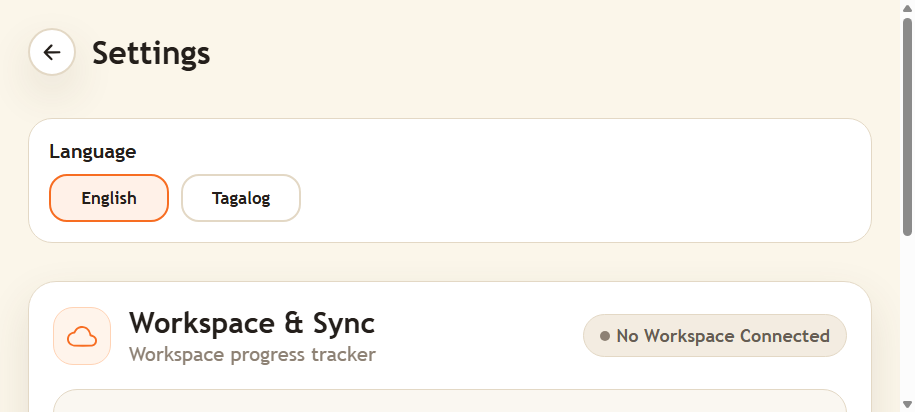 Settings
Language
English
Tagalog
Workspace & Sync
Workspace progress tracker
No Workspace Connected